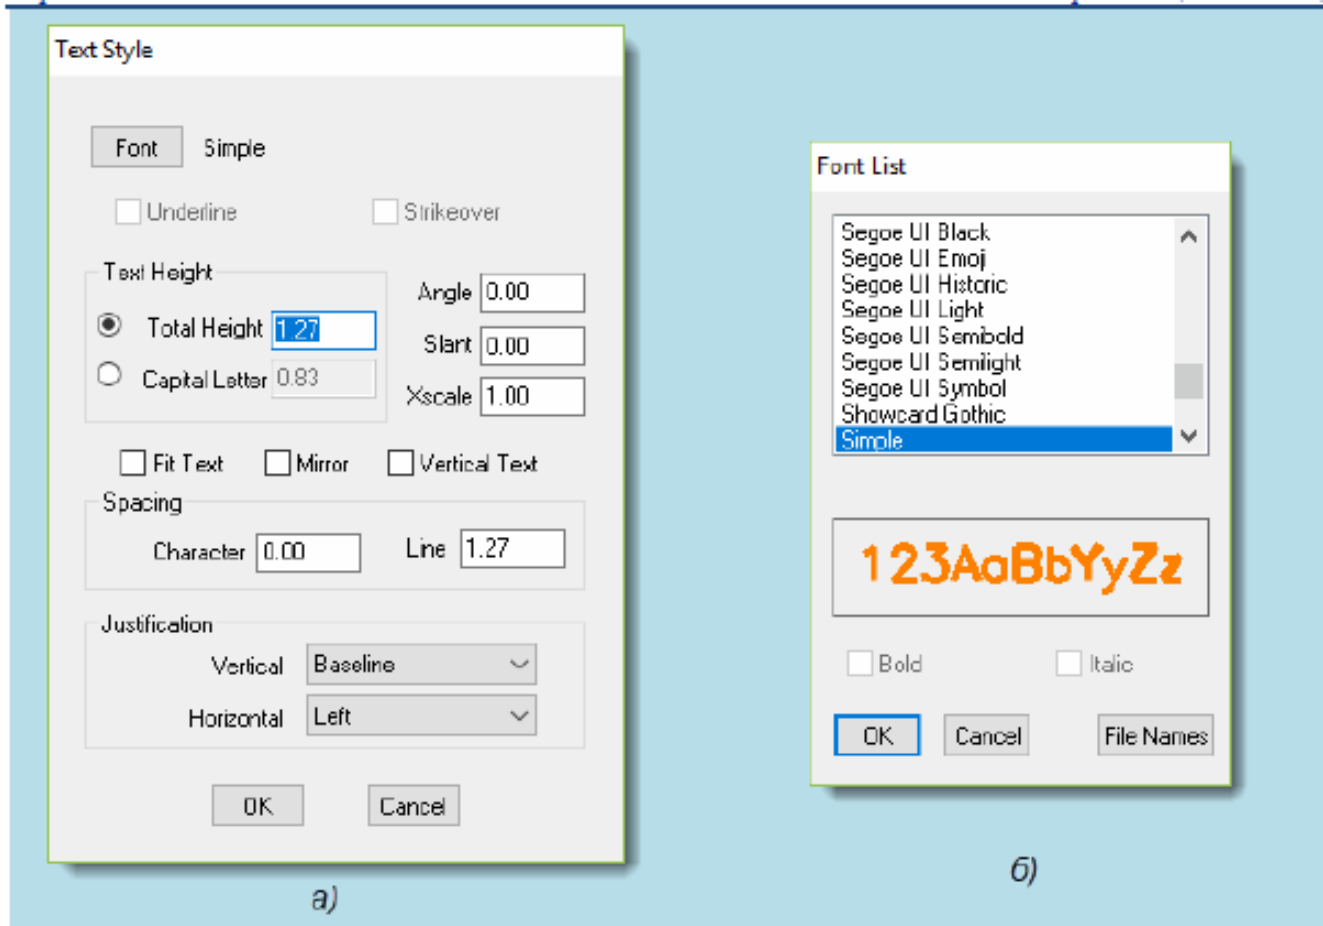 Text Style
Font Simple
Underline Strikeover
Text Height
Total Height 1.27
Capital Letter 0.83
Angle 0.00
Slant 0.00
Xscale 1.00
Fit Text Mirror Vertical Text
Spacing
Character 0.00 Line 1.27
Justification
Vertical Baseline
Horizontal Left
OK Cancel
а)
Font List
Segoe UI Black
Segoe UI Emoji
Segoe UI Historic
Segoe UI Light
Segoe UI Semibold
Segoe UI Semilight
Segoe UI Symbol
Showcard Gothic
Simple
123AaBbYyZz
Bold Italic
OK Cancel File Names
б)